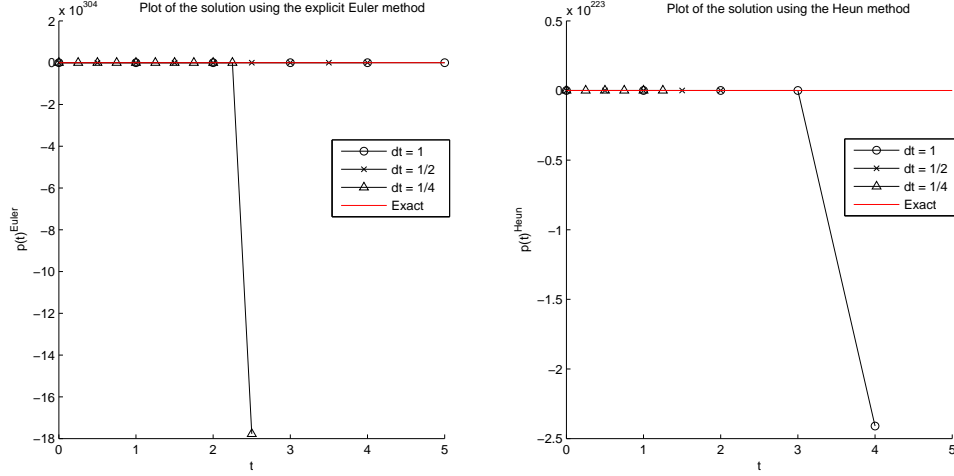 Plot of the solution using the explicit Euler method
x 10^304
2
0
−2
−4
−6
−8
−10
−12
−14
−16
−18
0 1 2 3 4 5
t
p(t)^Euler
dt = 1
dt = 1/2
dt = 1/4
Exact
Plot of the solution using the Heun method
x 10^223
0.5
0
−0.5
−1
−1.5
−2
−2.5
0 1 2 3 4 5
t
p(t)^Heun
dt = 1
dt = 1/2
dt = 1/4
Exact